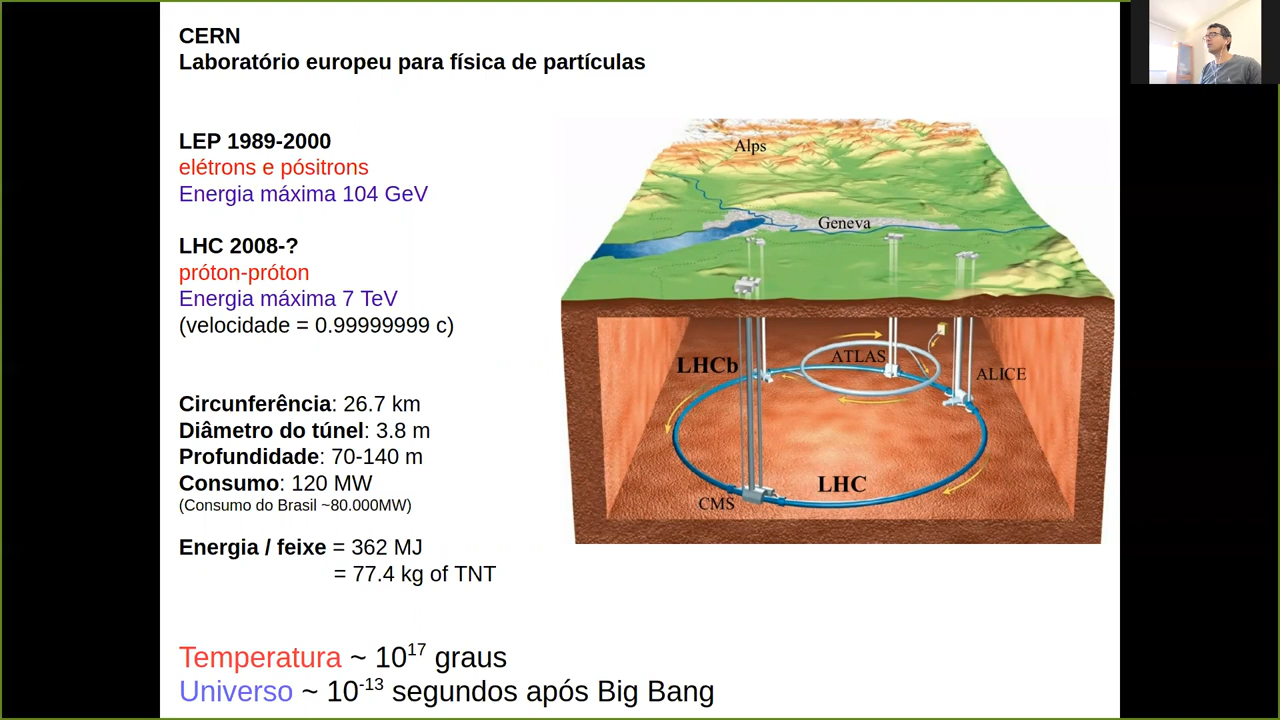 CERN
Laboratório europeu para física de partículas
LEP 1989-2000
elétrons e pósitrons
Energia máxima 104 GeV
LHC 2008-?
próton-próton
Energia máxima 7 TeV
(velocidade = 0.99999999 c)
Circunferência: 26.7 km
Diâmetro do túnel: 3.8 m
Profundidade: 70-140 m
Consumo: 120 MW
(Consumo do Brasil ~80.000MW)
Energia / feixe = 362 MJ
= 77.4 kg of TNT
Temperatura ~ 10^17 graus
Universo ~ 10^-13 segundos após Big Bang
Alps
Geneva
ATLAS
LHCb
ALICE
LHC
CMS